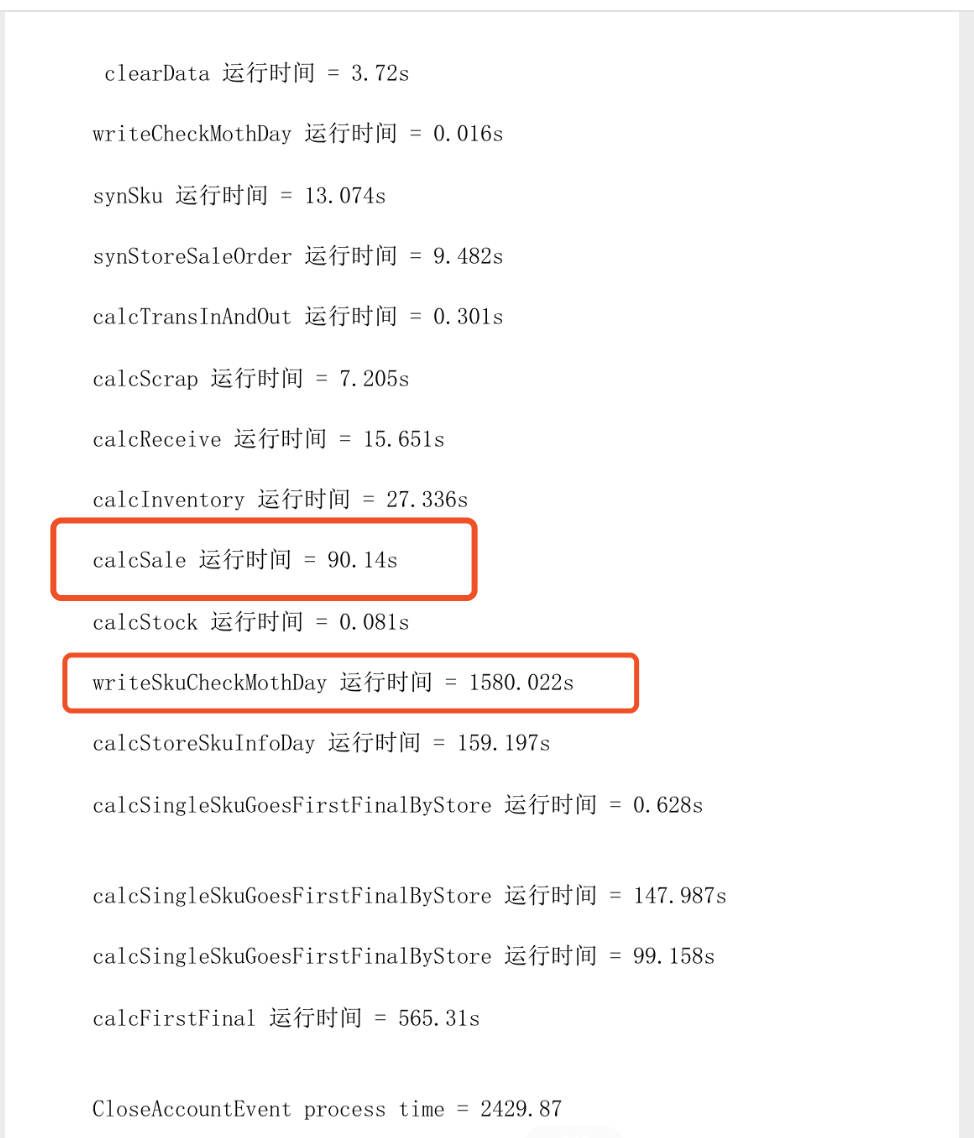 clearData 运行时间 = 3.72s
writeCheckMothDay 运行时间 = 0.016s
synSku 运行时间 = 13.074s
synStoreSaleOrder 运行时间 = 9.482s
calcTransInAndOut 运行时间 = 0.301s
calcScrap 运行时间 = 7.205s
calcReceive 运行时间 = 15.651s
calcInventory 运行时间 = 27.336s
calcSale 运行时间 = 90.14s
calcStock 运行时间 = 0.081s
writeSkuCheckMothDay 运行时间 = 1580.022s
calcStoreSkuInfoDay 运行时间 = 159.197s
calcSingleSkuGoesFirstFinalByStore 运行时间 = 0.628s
calcSingleSkuGoesFirstFinalByStore 运行时间 = 147.987s
calcSingleSkuGoesFirstFinalByStore 运行时间 = 99.158s
calcFirstFinal 运行时间 = 565.31s
CloseAccountEvent process time = 2429.87